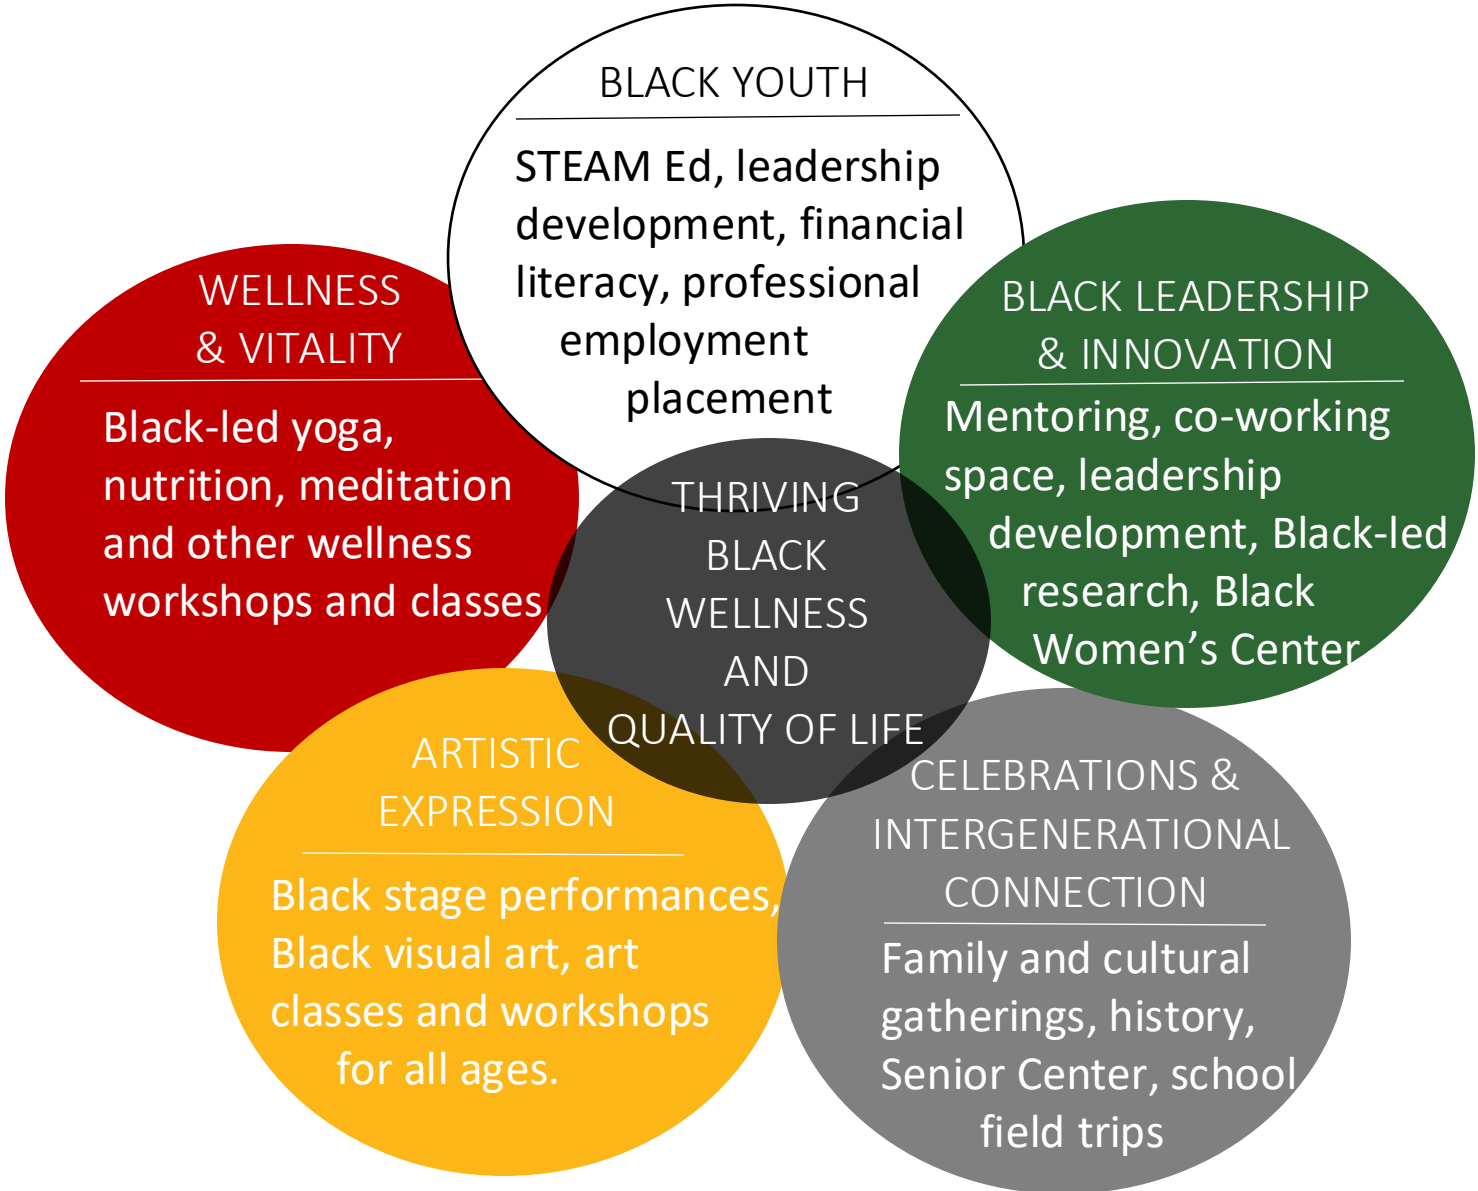 BLACK YOUTH
STEAM Ed, leadership
development, financial
literacy, professional
employment
placement
WELLNESS
& VITALITY
Black-led yoga,
nutrition, meditation
and other wellness
workshops and classes
BLACK LEADERSHIP
& INNOVATION
Mentoring, co-working
space, leadership
development, Black-led
research, Black
Women’s Center
THRIVING
BLACK
WELLNESS
AND
QUALITY OF LIFE
ARTISTIC
EXPRESSION
Black stage performances,
Black visual art, art
classes and workshops
for all ages.
CELEBRATIONS &
INTERGENERATIONAL
CONNECTION
Family and cultural
gatherings, history,
Senior Center, school
field trips